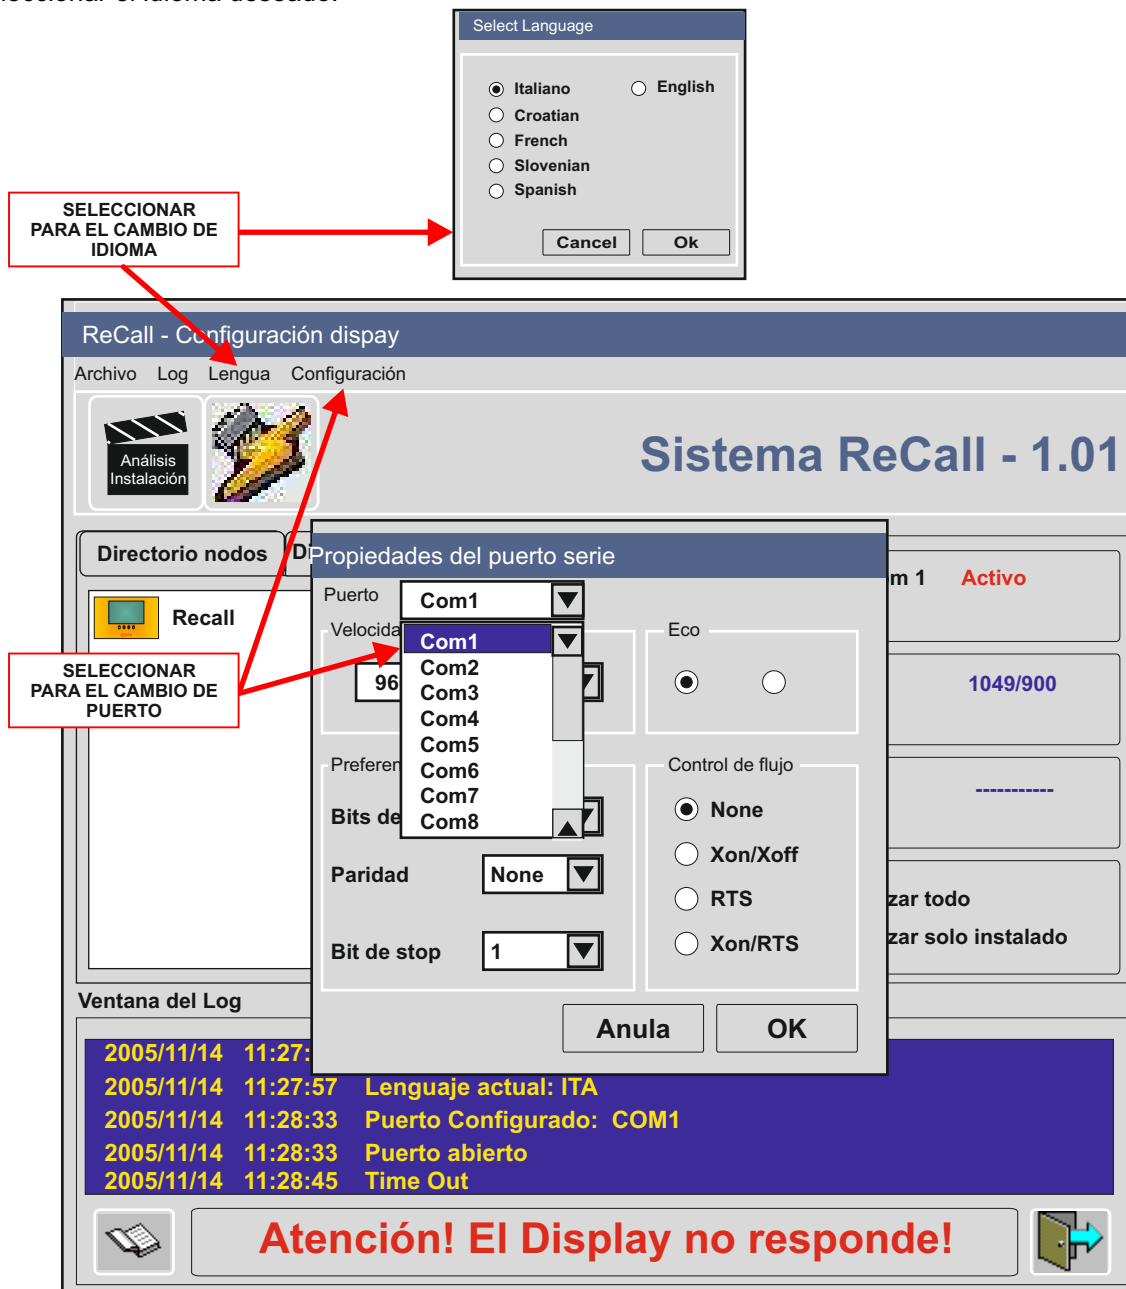 el idioma deseado.
Select Language
Italiano English
Croatian
French
Slovenian
Spanish
Cancel Ok
SELECCIONAR
PARA EL CAMBIO DE
IDIOMA
ReCall - Configuración dispay
Archivo Log Lengua Configuración
Análisis
Instalación
Sistema ReCall - 1.01
Directorio nodos
Recall
SELECCIONAR
PARA EL CAMBIO DE
PUERTO
Propiedades del puerto serie
Puerto Com1
Com1
Com2
Com3
Com4
Com5
Com6
Com7
Com8
96
Eco
Control de flujo
None
Xon/Xoff
RTS
Xon/RTS
Bits de
Paridad None
Bit de stop 1
Anula OK
m 1 Activo
1049/900
-----------
zar todo
zar solo instalado
Ventana del Log
2005/11/14 11:27:
2005/11/14 11:27:57 Lenguaje actual: ITA
2005/11/14 11:28:33 Puerto Configurado: COM1
2005/11/14 11:28:33 Puerto abierto
2005/11/14 11:28:45 Time Out
Atención! El Display no responde!